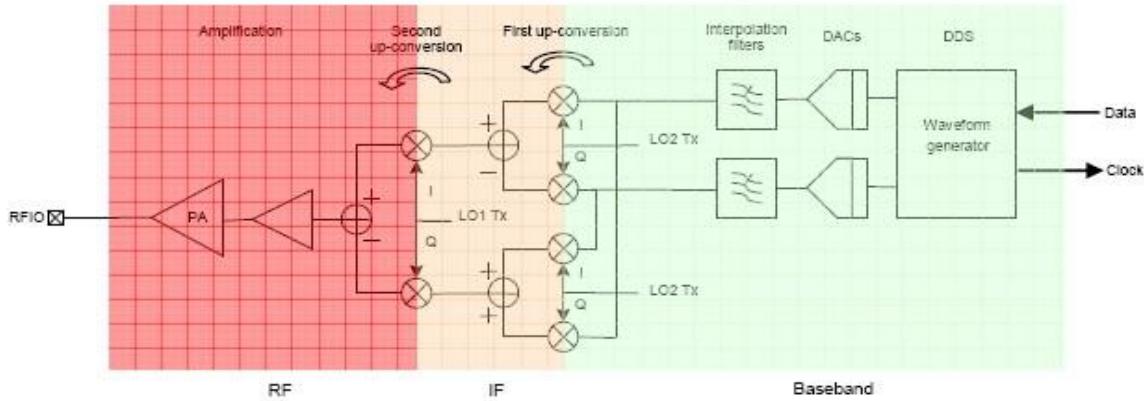 Amplification
Second
up-conversion
First up-conversion
Interpolation
filters
DACs
DDS
+
−
I
Q
LO2 Tx
Waveform
generator
Data
Clock
RFIO
PA
+
−
I
Q
LO1 Tx
+
+
I
Q
LO2 Tx
RF
IF
Baseband